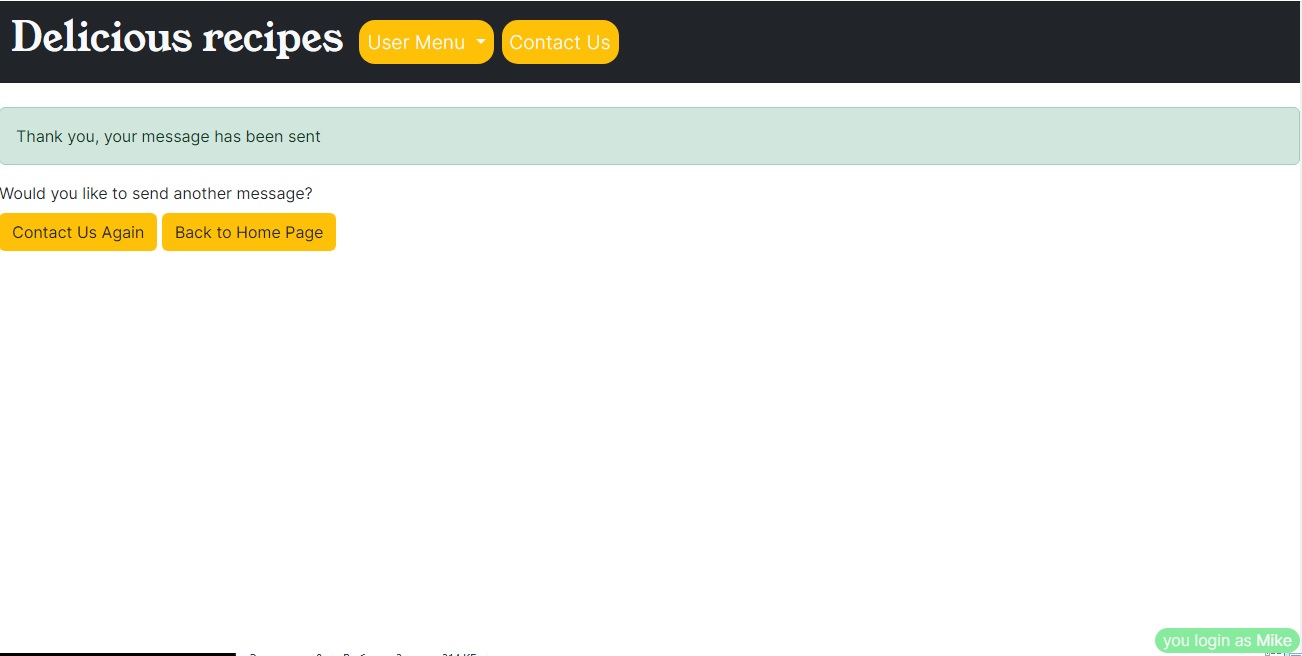 Delicious recipes User Menu Contact Us
Thank you, your message has been sent
Would you like to send another message?
Contact Us Again Back to Home Page
you login as Mike